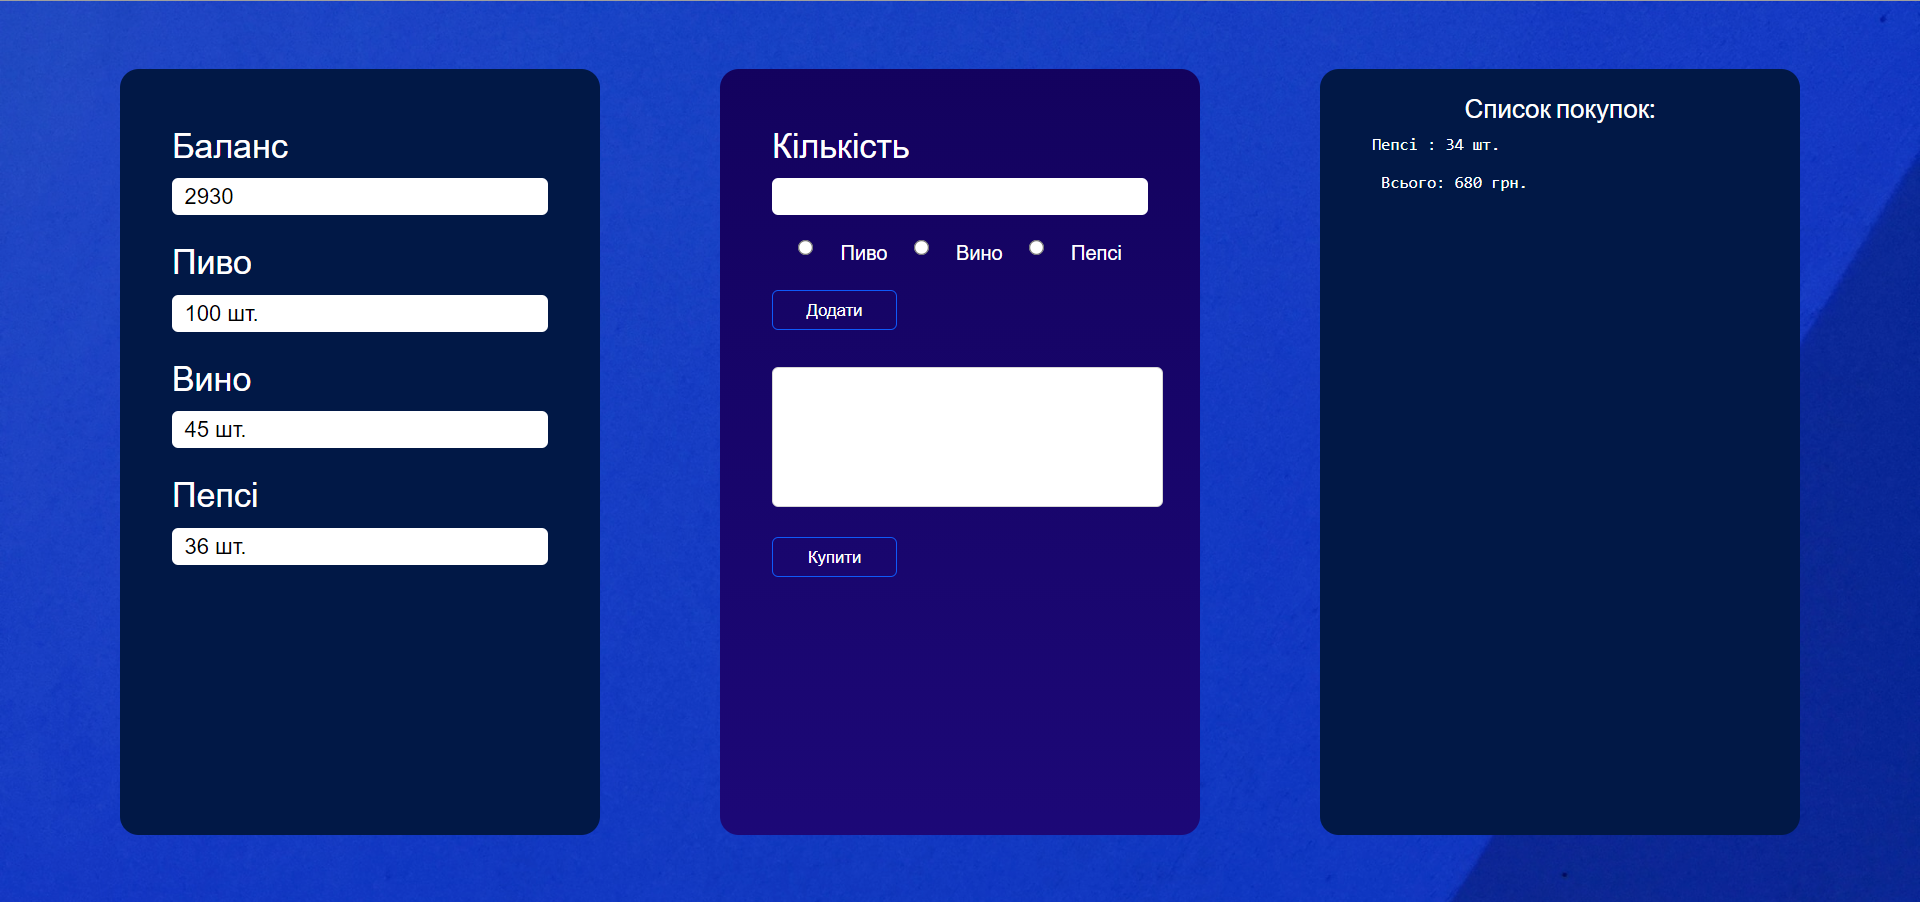 Баланс
2930
Пиво
100 шт.
Вино
45 шт.
Пепсі
36 шт.
Кількість
Пиво Вино Пепсі
Додати
Купити
Список покупок:
Пепсі : 34 шт.
Всього: 680 грн.